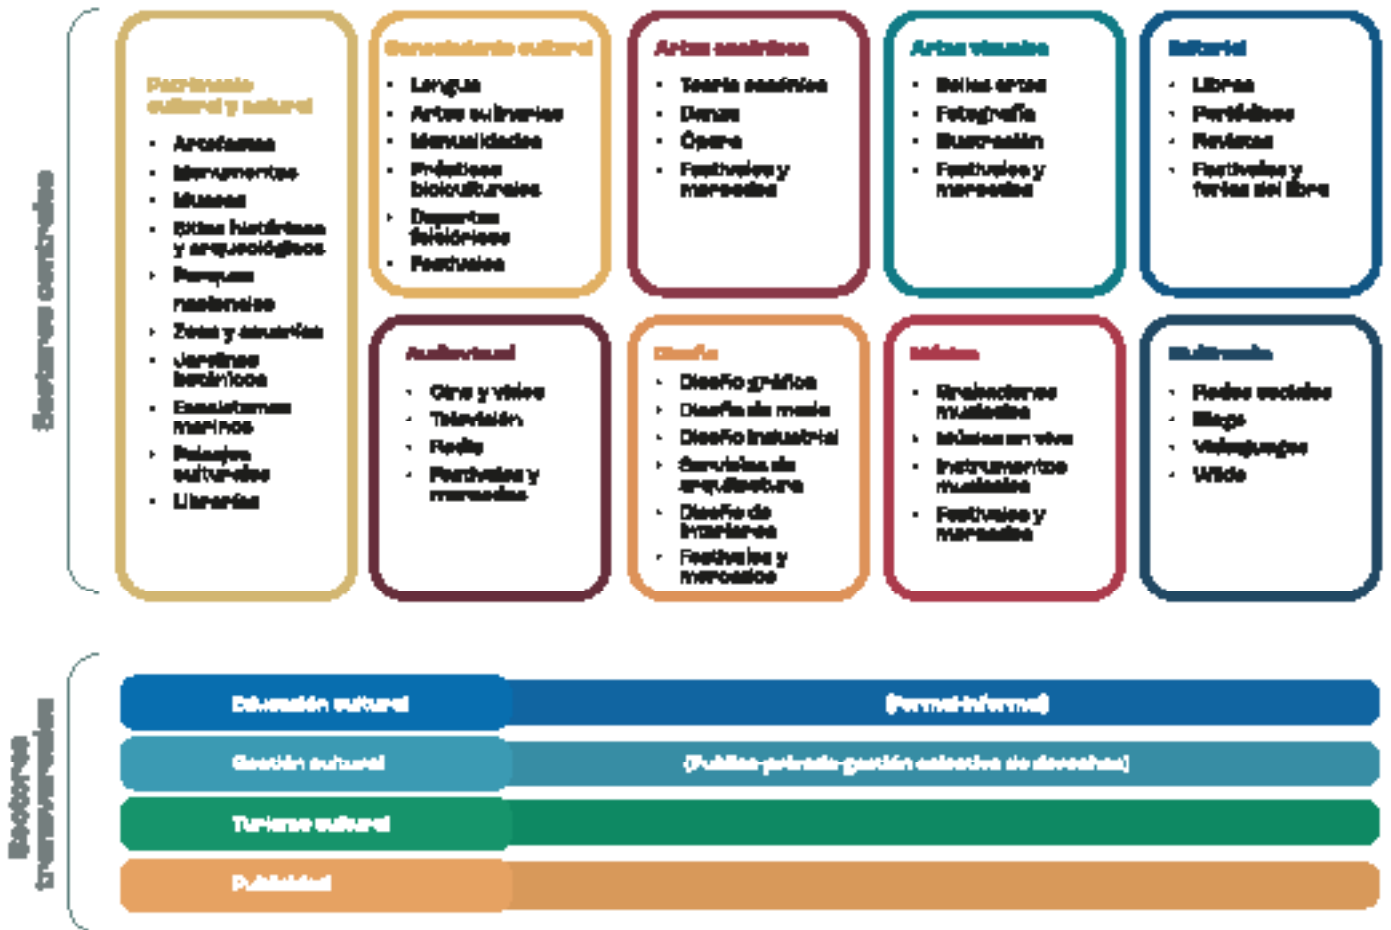 Sectores centrales
Patrimonio
cultural y natural
Artefactos
Monumentos
Museos
Sitios históricos
y arqueológicos
Parques
nacionales
Zoos y acuarios
Jardines
botánicos
Ecosistemas
marinos
Paisajes
culturales
Librerías
Conocimiento cultural
Lengua
Artes culinarias
Manualidades
Prácticas
bioculturales
Deportes
folclóricos
Festivales
Artes escénicas
Teoría escénica
Danza
Ópera
Festivales y
mercados
Artes visuales
Bellas artes
Fotografía
Ilustración
Festivales y
mercados
Editorial
Libros
Periódicos
Revistas
Festivales y
ferias del libro
Audiovisual
Cine y video
Televisión
Radio
Festivales y
mercados
Diseño
Diseño gráfico
Diseño de moda
Diseño industrial
Servicios de
arquitectura
Diseño de
interiores
Festivales y
mercados
Música
Grabaciones
musicales
Música en vivo
Instrumentos
musicales
Festivales y
mercados
Multimedia
Redes sociales
Blogs
Videojuegos
Sectores
transversales
Educación cultural
(Formal-informal)
Gestión cultural
(Pública-privada-gestión colectiva de derechos)
Turismo cultural
Publicidad